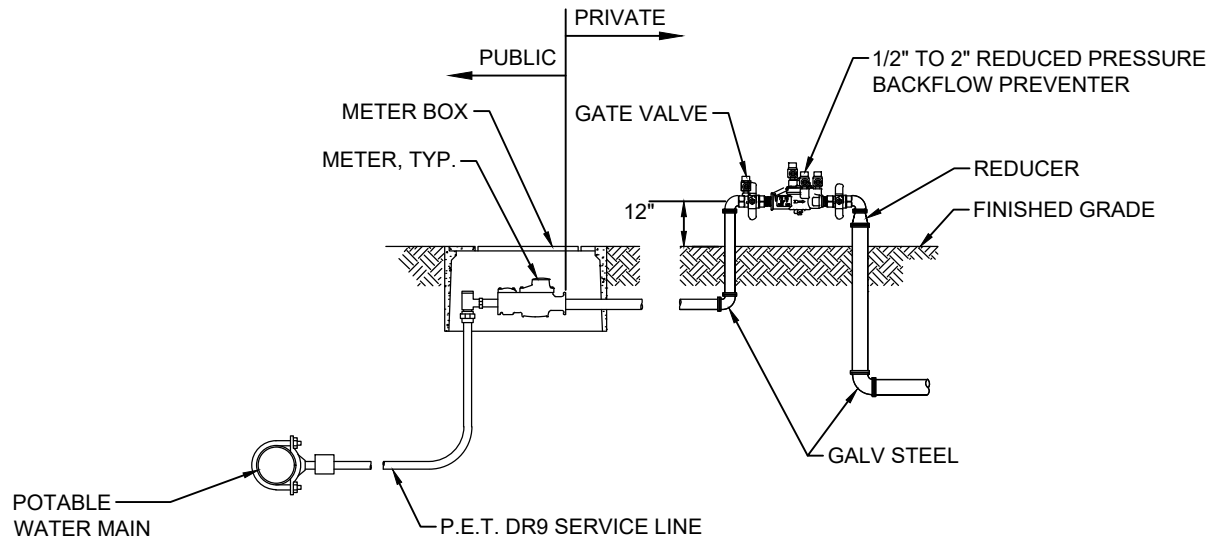 PRIVATE
PUBLIC
1/2" TO 2" REDUCED PRESSURE
BACKFLOW PREVENTER
METER BOX
GATE VALVE
METER, TYP.
REDUCER
12"
FINISHED GRADE
GALV STEEL
POTABLE
WATER MAIN
P.E.T. DR9 SERVICE LINE